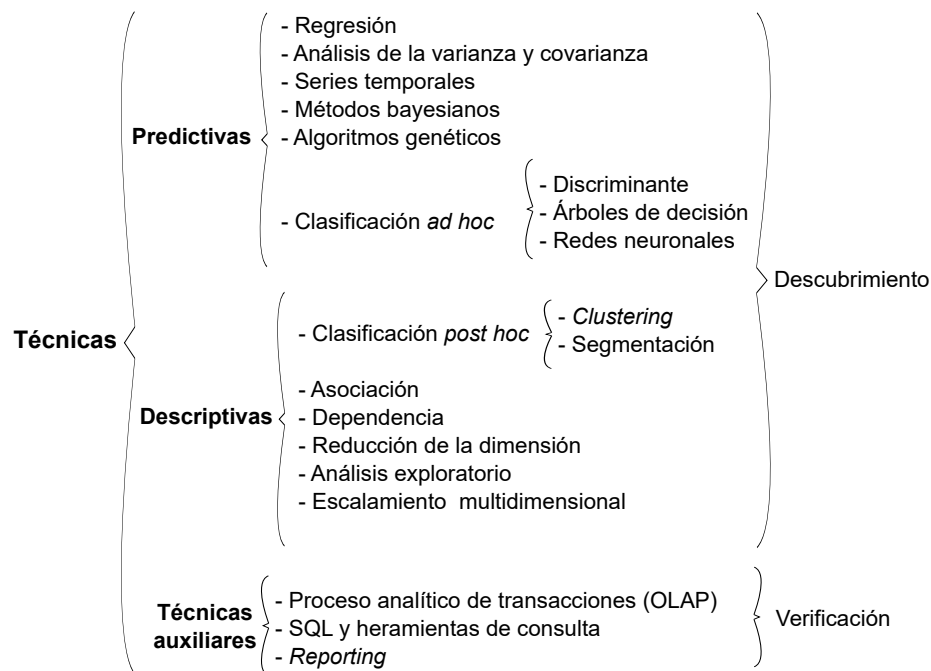 - Regresión
- Análisis de la varianza y covarianza
- Series temporales
- Métodos bayesianos
Predictivas
- Algoritmos genéticos
- Clasificación ad hoc
- Discriminante
- Árboles de decisión
- Redes neuronales
Descubrimiento
Técnicas
- Clasificación post hoc
- Clustering
- Segmentación
Descriptivas
- Asociación
- Dependencia
- Reducción de la dimensión
- Análisis exploratorio
- Escalamiento multidimensional
Técnicas
auxiliares
- Proceso analítico de transacciones (OLAP)
- SQL y heramientas de consulta
- Reporting
Verificación